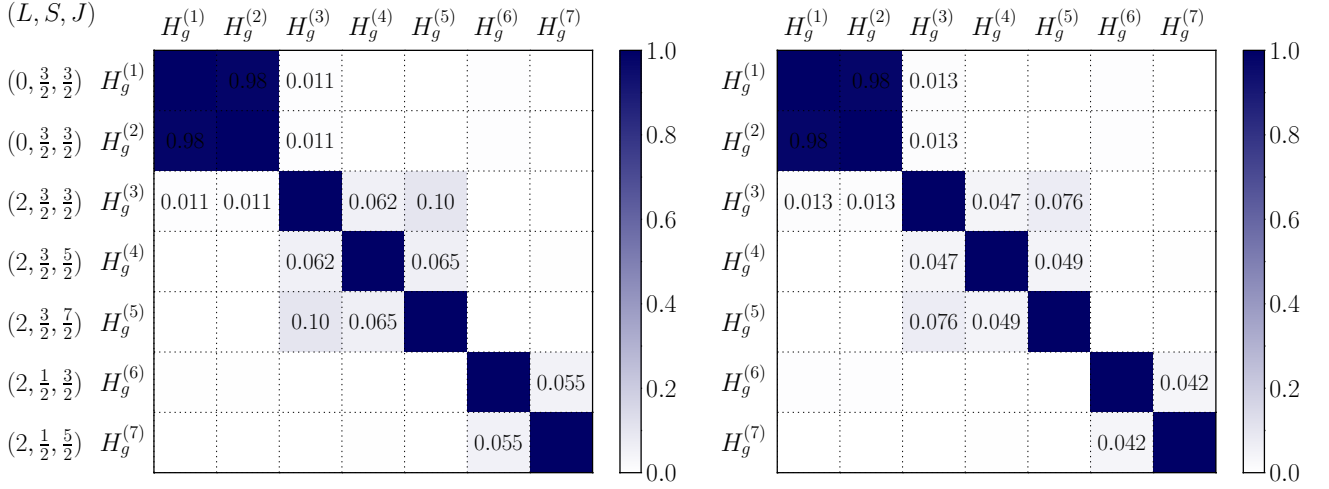 (L, S, J) H_g^{(1)} H_g^{(2)} H_g^{(3)} H_g^{(4)} H_g^{(5)} H_g^{(6)} H_g^{(7)} H_g^{(1)} H_g^{(2)} H_g^{(3)} H_g^{(4)} H_g^{(5)} H_g^{(6)} H_g^{(7)}
1.0 1.0
(0, 3/2, 3/2) H_g^{(1)} 0.98 0.011 H_g^{(1)} 0.98 0.013
(0, 3/2, 3/2) H_g^{(2)} 0.98 0.011 H_g^{(2)} 0.98 0.013
0.8 0.8
(2, 3/2, 3/2) H_g^{(3)} 0.011 0.011 0.062 0.10 H_g^{(3)} 0.013 0.013 0.047 0.076
0.6 0.6
(2, 3/2, 5/2) H_g^{(4)} 0.062 0.065 H_g^{(4)} 0.047 0.049
0.4 0.4
(2, 3/2, 7/2) H_g^{(5)} 0.10 0.065 H_g^{(5)} 0.076 0.049
(2, 1/2, 3/2) H_g^{(6)} 0.055 H_g^{(6)} 0.042
0.2 0.2
(2, 1/2, 5/2) H_g^{(7)} 0.055 H_g^{(7)} 0.042
0.0 0.0